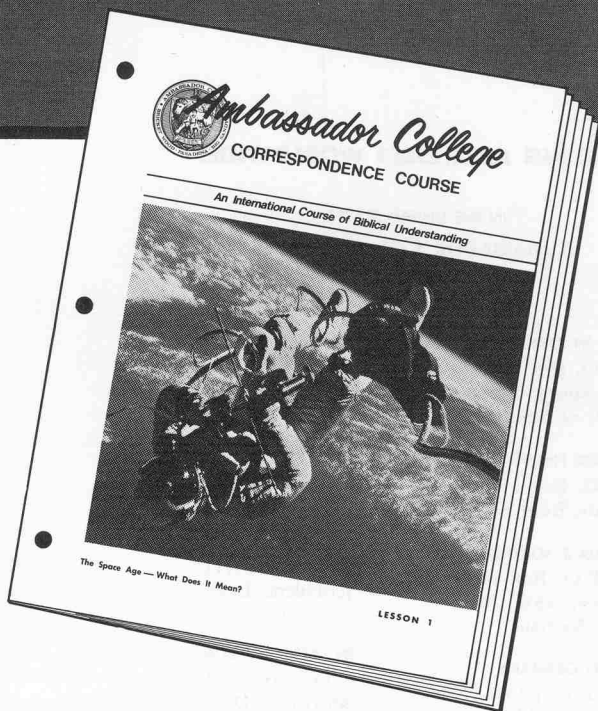 Ambassador College
CORRESPONDENCE COURSE
An International Course of Biblical Understanding
The Space Age — What Does It Mean?
LESSON 1